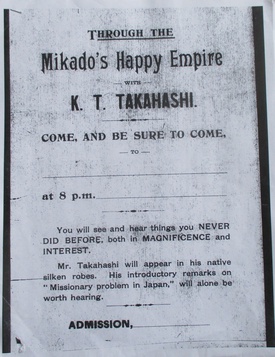 THROUGH THE
Mikado's Happy Empire
— WITH —
K. T. TAKAHASHI.
COME, AND BE SURE TO COME,
— TO —
at 8 p.m.
You will see and hear things you NEVER
DID BEFORE, both in MAGNIFICENCE and
INTEREST.
Mr. Takahashi will appear in his native
silken robes. His introductory remarks on
"Missionary problem in Japan," will alone be
worth hearing.
ADMISSION,